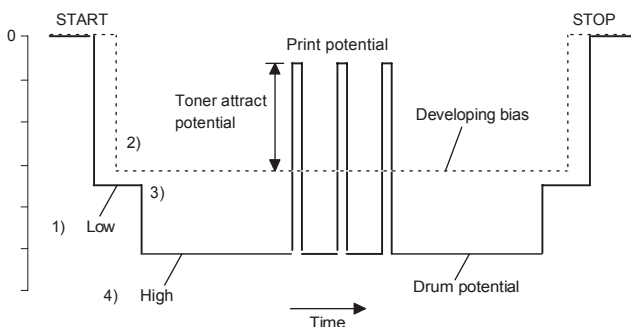 START
STOP
0
Print potential
Toner attract
potential
Developing bias
2)
3)
1) Low
4) High
Drum potential
Time